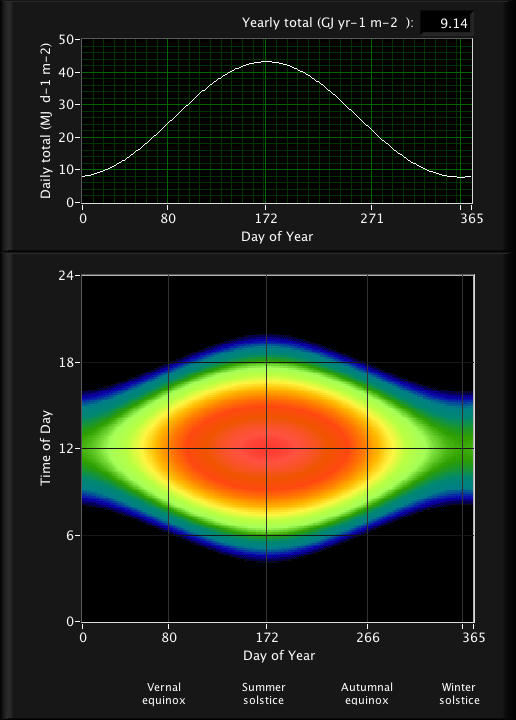 Yearly total (GJ yr-1 m-2 ): 9.14
50
40
30
20
10
0
Daily total (MJ d-1 m-2)
0 80 172 271 365
Day of Year
24
18
12
6
0
Time of Day
0 80 172 266 365
Day of Year
Vernal Summer Autumnal Winter
equinox solstice equinox solstice